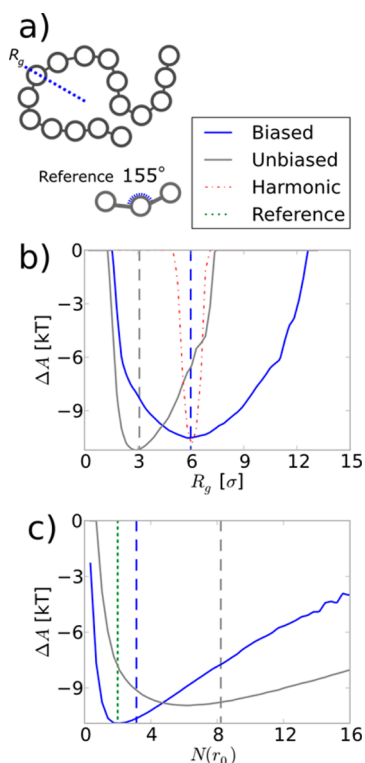 a)
R_g
Reference 155°
Biased
Unbiased
Harmonic
Reference
b)
0
−3
−6
−9
ΔA [kT]
0 3 6 9 12 15
R_g [σ]
c)
0
−3
−6
−9
ΔA [kT]
0 4 8 12 16
N(r_0)